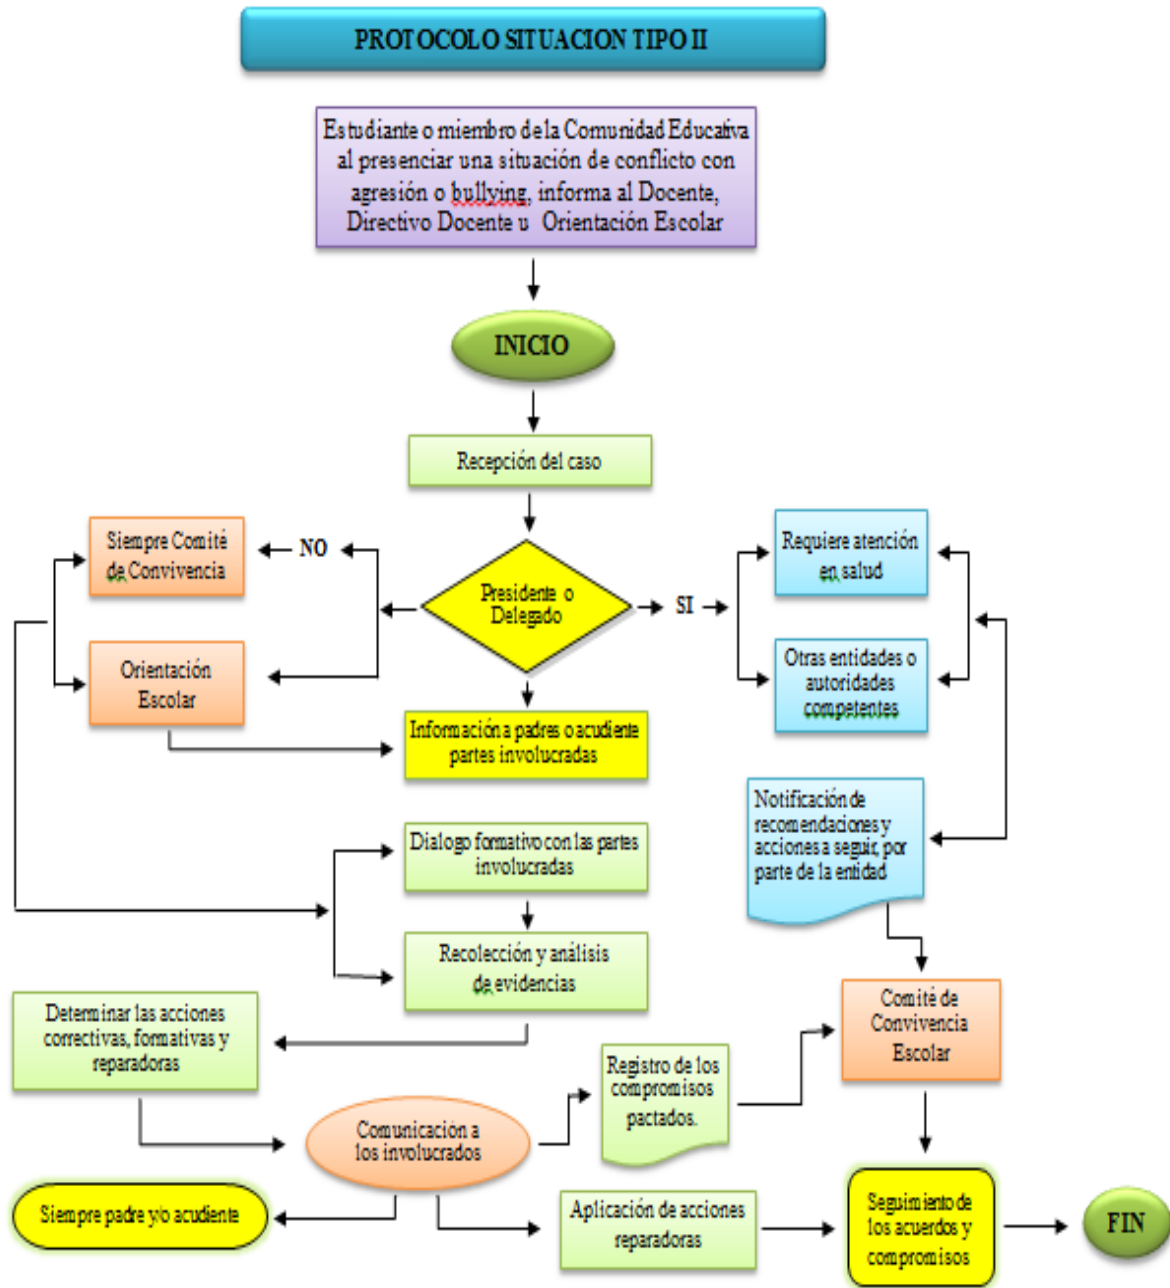 PROTOCOLO SITUACION TIPO II
Estudiante o miembro de la Comunidad Educativa
al presenciar una situación de conflicto con
agresión o bullying, informa al Docente,
Directivo Docente u Orientación Escolar
INICIO
Recepción del caso
Siempre Comité
de Convivencia
NO
Presidente o
Delegado
SI
Requiere atención
en salud
Orientación
Escolar
Otras entidades o
autoridades
competentes
Información a padres o acudiente
partes involucradas
Notificación de
recomendaciones y
acciones a seguir, por
parte de la entidad
Dialogo formativo con las partes
involucradas
Recolección y análisis
de evidencias
Determinar las acciones
correctivas, formativas y
reparadoras
Comité de
Convivencia
Escolar
Registro de los
compromisos
pactados.
Comunicación a
los involucrados
Siempre padre y/o acudiente
Aplicación de acciones
reparadoras
Seguimiento de
los acuerdos y
compromisos
FIN